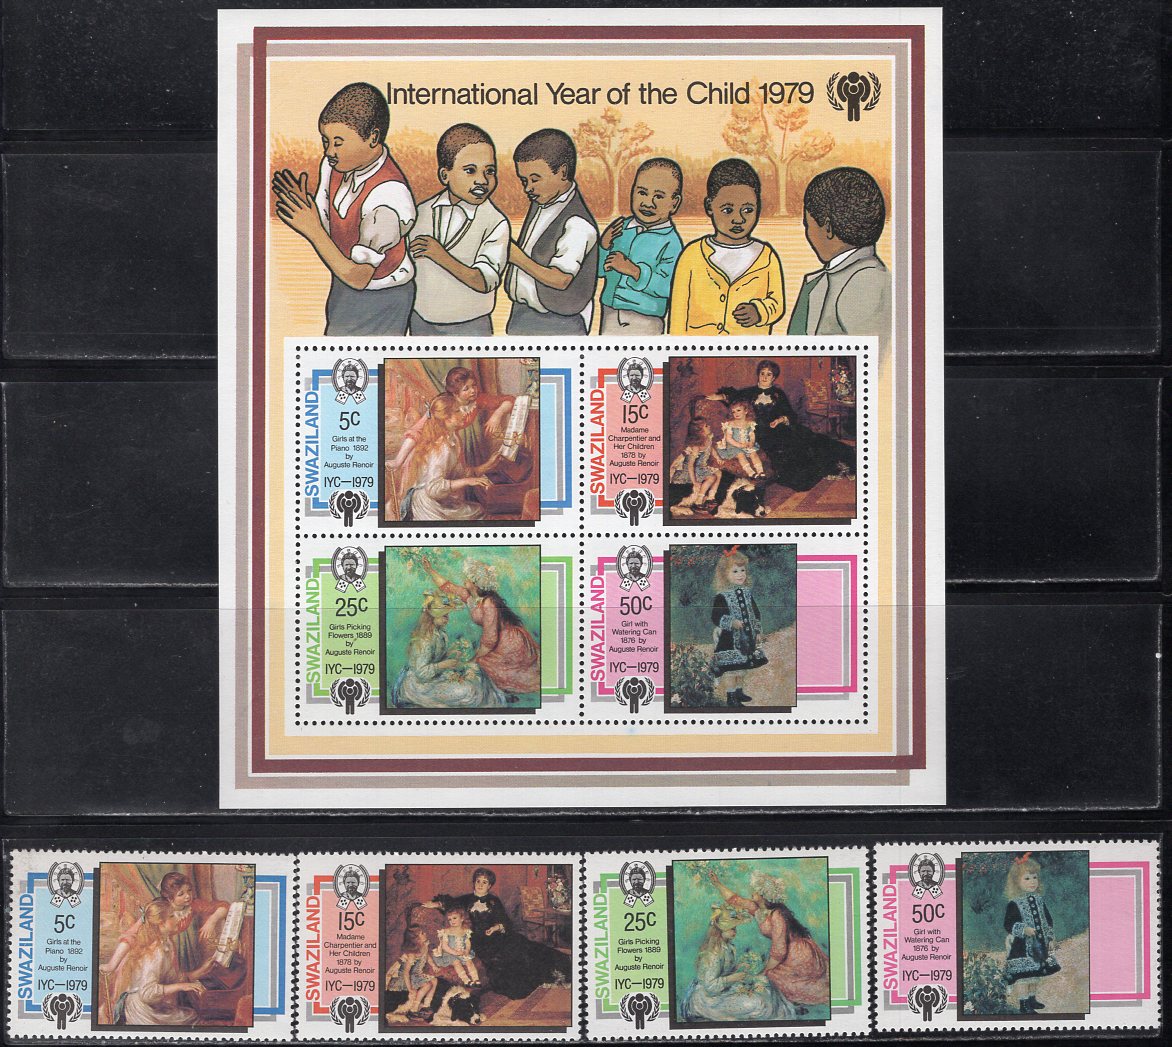 International Year of the Child 1979
SWAZILAND
5C
Girls at the
Piano 1892
by
Auguste Renoir
IYC—1979
SWAZILAND
15C
Madame
Charpentier and
Her Children
1878 by
Auguste Renoir
IYC—1979
SWAZILAND
25C
Girls Picking
Flowers 1889
by
Auguste Renoir
IYC—1979
SWAZILAND
50C
Girl with
Watering Can
1876 by
Auguste Renoir
IYC—1979
SWAZILAND
5C
Girls at the
Piano 1892
by
Auguste Renoir
IYC—1979
SWAZILAND
15C
Madame
Charpentier and
Her Children
1878 by
Auguste Renoir
IYC—1979
SWAZILAND
25C
Girls Picking
Flowers 1889
by
Auguste Renoir
IYC—1979
SWAZILAND
50C
Girl with
Watering Can
1876 by
Auguste Renoir
IYC—1979